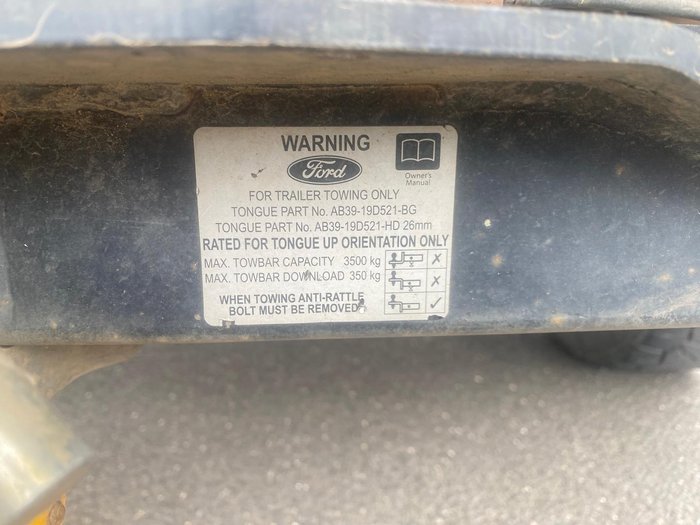 WARNING
Ford
Owner's
Manual
FOR TRAILER TOWING ONLY
TONGUE PART No. AB39-19D521-BG
TONGUE PART No. AB39-19D521-HD 26mm
RATED FOR TONGUE UP ORIENTATION ONLY
MAX. TOWBAR CAPACITY 3500 kg
MAX. TOWBAR DOWNLOAD 350 kg
WHEN TOWING ANTI-RATTLE
BOLT MUST BE REMOVED